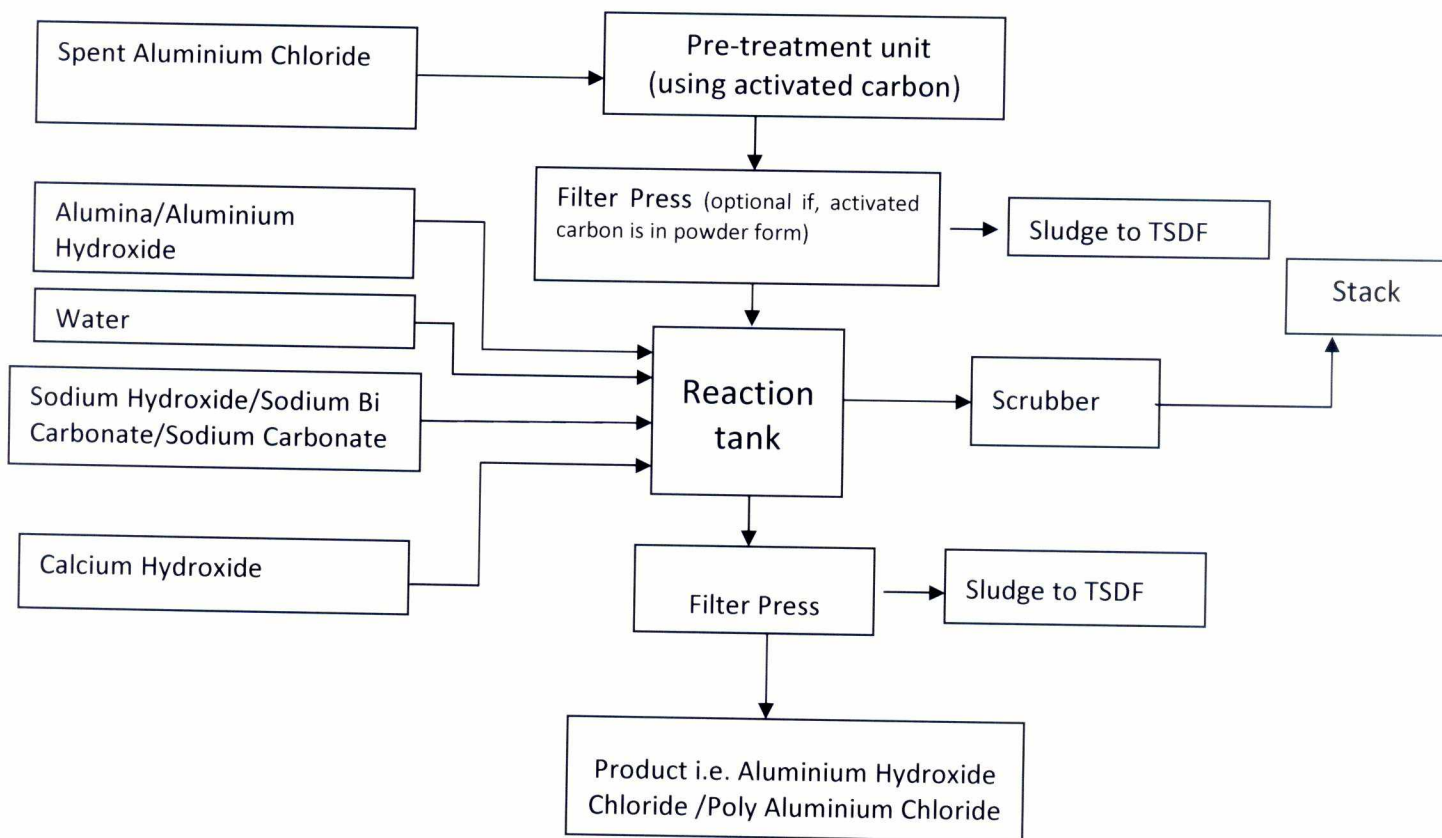 Spent Aluminium Chloride
Pre-treatment unit
(using activated carbon)
Filter Press (optional if, activated
carbon is in powder form)
Sludge to TSDF
Alumina/Aluminium
Hydroxide
Water
Sodium Hydroxide/Sodium Bi
Carbonate/Sodium Carbonate
Calcium Hydroxide
Reaction
tank
Scrubber
Stack
Filter Press
Sludge to TSDF
Product i.e. Aluminium Hydroxide
Chloride /Poly Aluminium Chloride